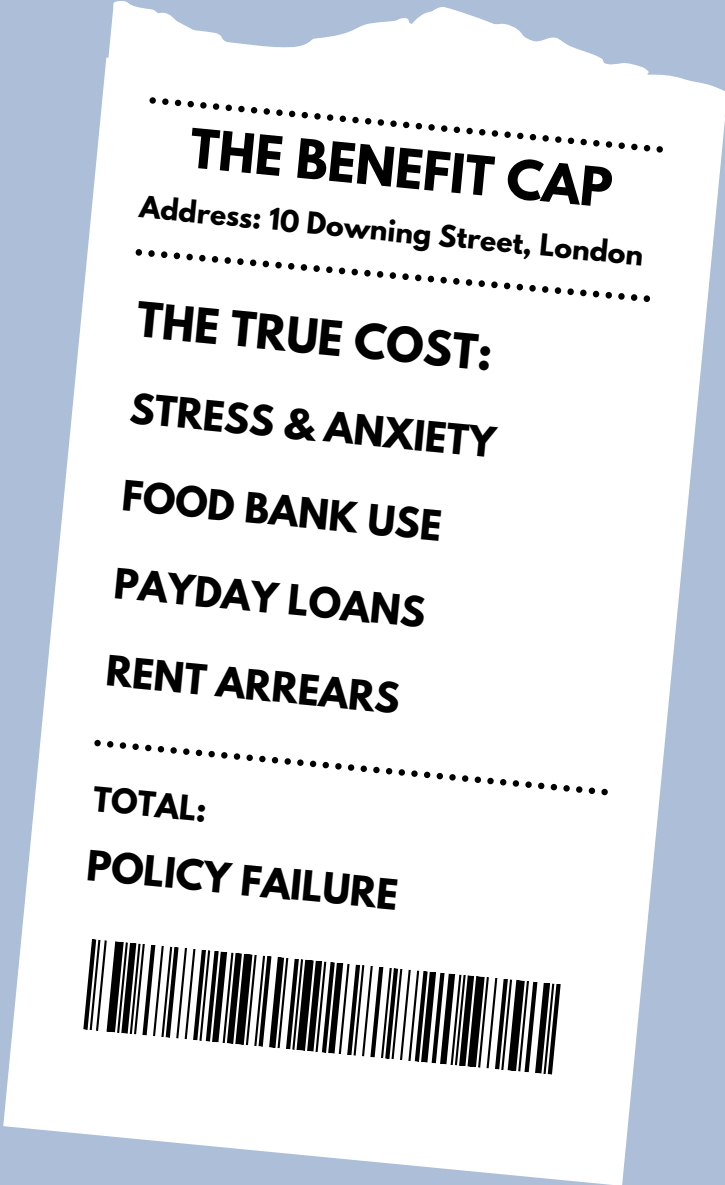 THE BENEFIT CAP
Address: 10 Downing Street, London
THE TRUE COST:
STRESS & ANXIETY
FOOD BANK USE
PAYDAY LOANS
RENT ARREARS
TOTAL:
POLICY FAILURE